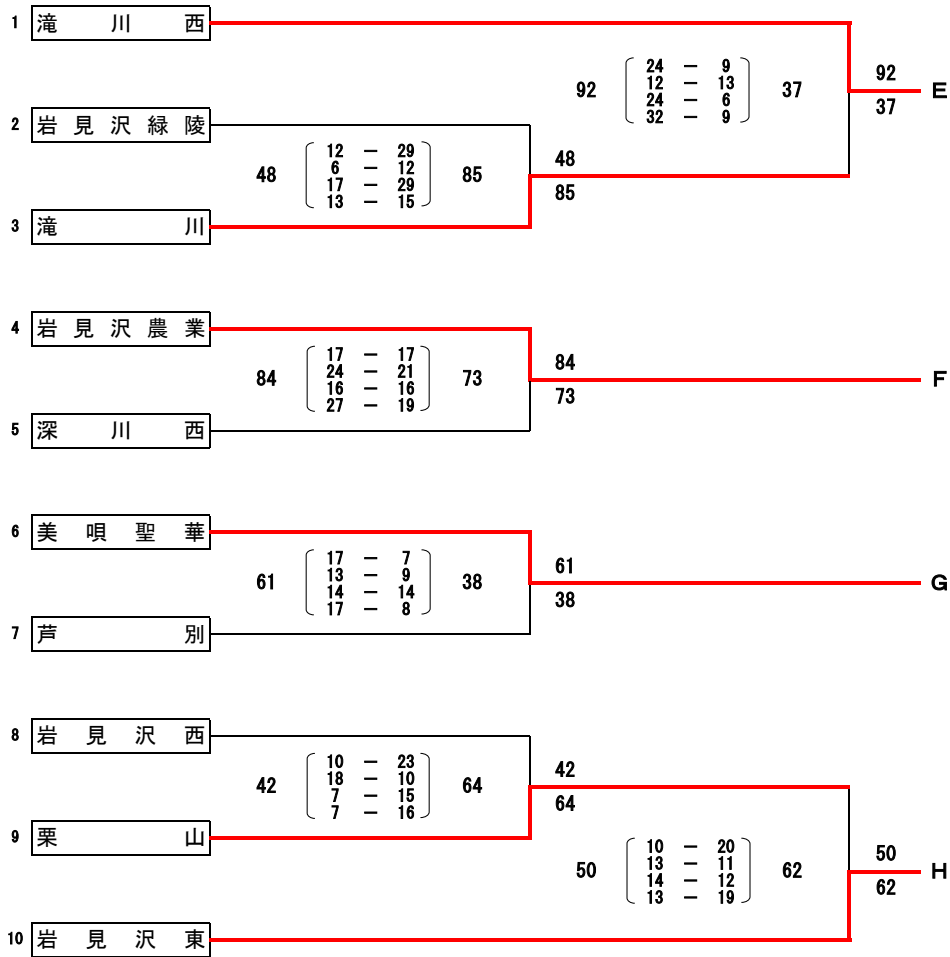 1 滝川西
92
24 － 9
12 － 13
24 － 6
32 － 9
37
92
37
E
2 岩見沢緑陵
48
12 － 29
6 － 12
17 － 29
13 － 15
85
48
85
3 滝川
4 岩見沢農業
84
17 － 17
24 － 21
16 － 16
27 － 19
73
84
73
F
5 深川西
6 美唄聖華
61
17 － 7
13 － 9
14 － 14
17 － 8
38
61
38
G
7 芦別
8 岩見沢西
42
10 － 23
18 － 10
7 － 15
7 － 16
64
42
64
9 栗山
50
10 － 20
13 － 11
14 － 12
13 － 19
62
50
62
H
10 岩見沢東